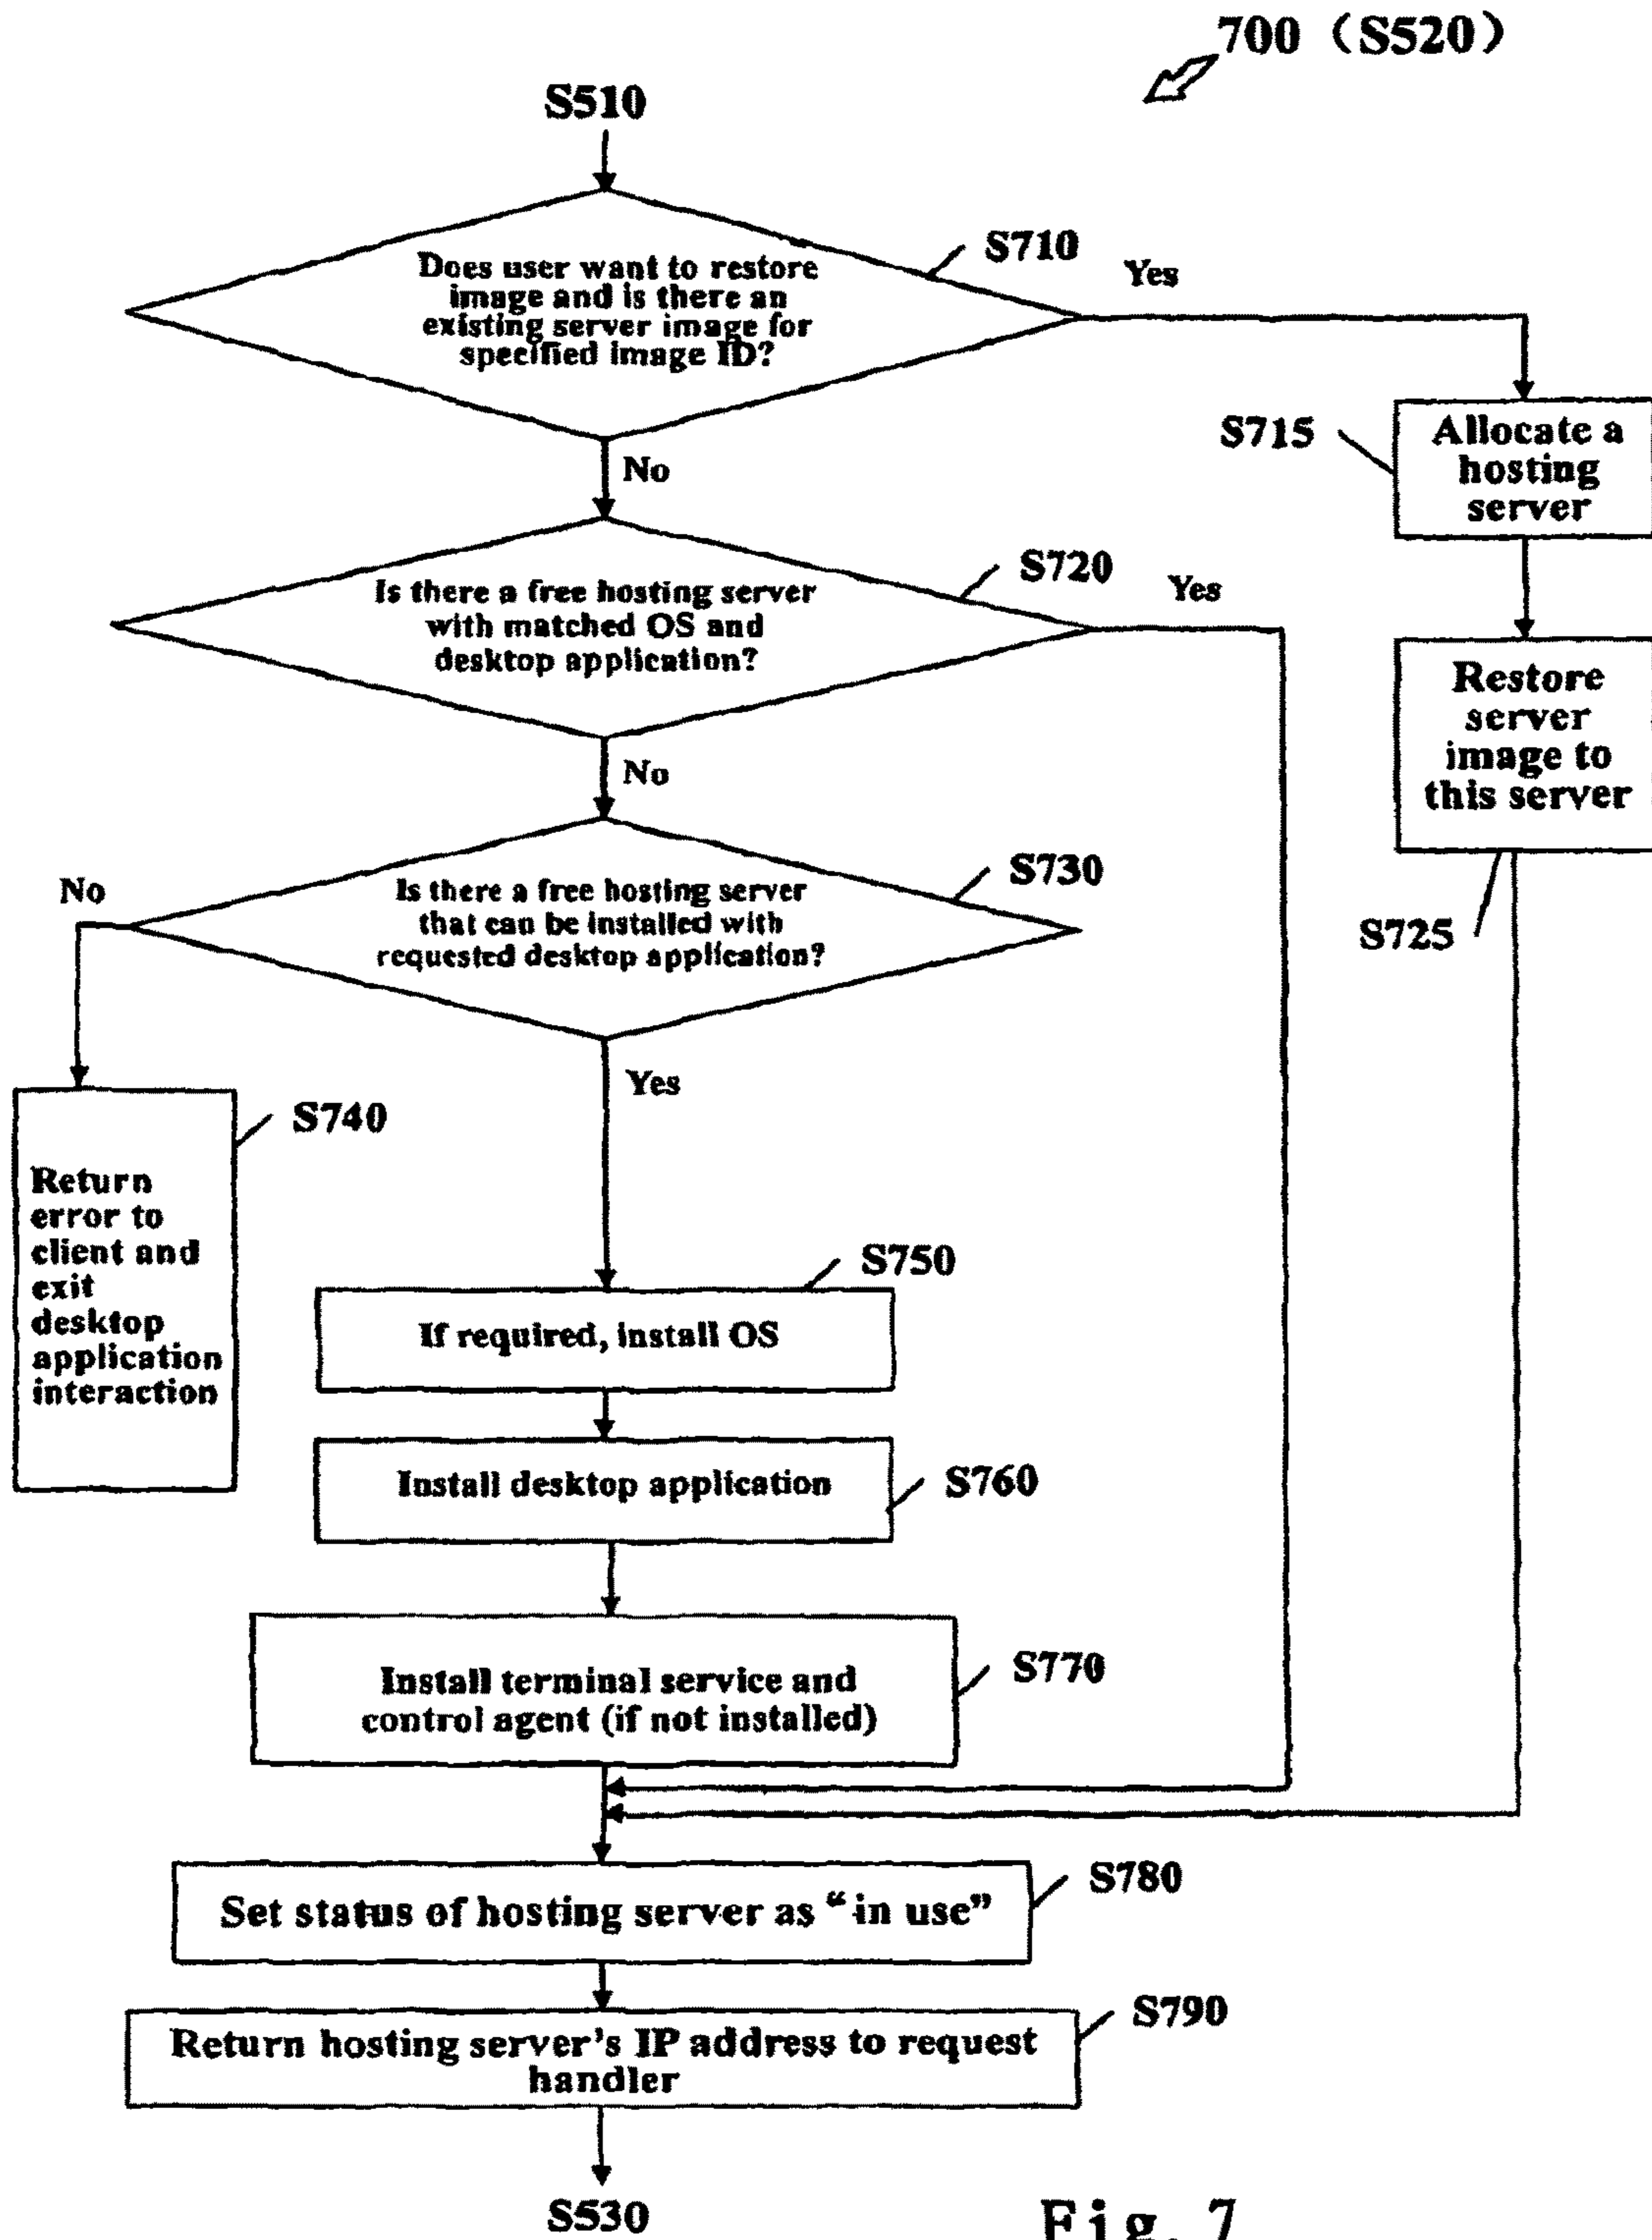 700 (S520)
S510
Does user want to restore
image and is there an
existing server image for
specified image ID?
S710
Yes
No
S715
Allocate a
hosting
server
Is there a free hosting server
with matched OS and
desktop application?
S720
Yes
No
Restore
server
image to
this server
S725
Is there a free hosting server
that can be installed with
requested desktop application?
S730
No
Yes
S740
Return
error to
client and
exit
desktop
application
interaction
S750
If required, install OS
Install desktop application
S760
Install terminal service and
control agent (if not installed)
S770
Set status of hosting server as “in use”
S780
Return hosting server’s IP address to request
handler
S790
S530
Fig. 7